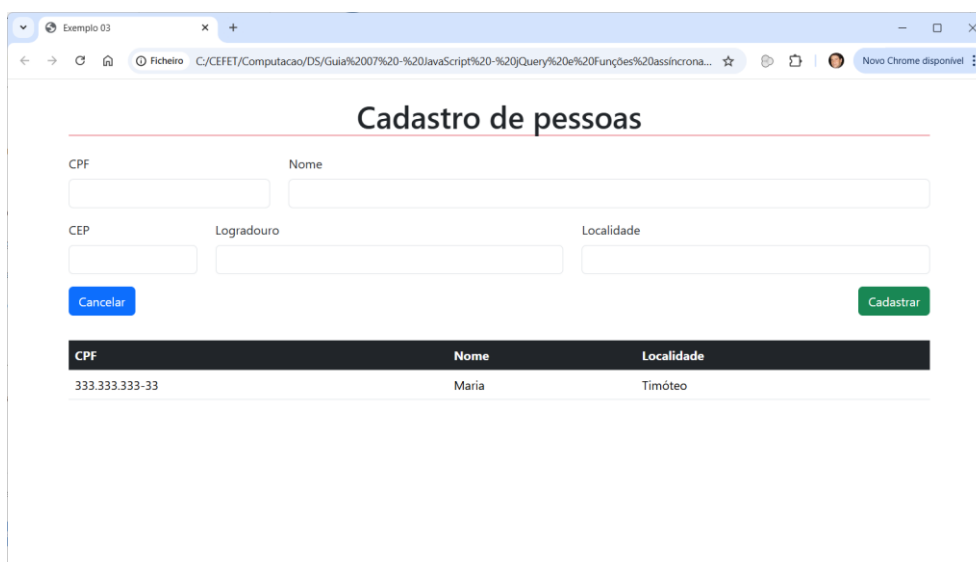 Exemplo 03
Ficheiro C:/CEFET/Computacao/DS/Guia%2007%20-%20JavaScript%20-%20jQuery%20e%20Funções%20assíncrona...
Novo Chrome disponível
Cadastro de pessoas
CPF Nome
CEP Logradouro Localidade
Cancelar Cadastrar
CPF Nome Localidade
333.333.333-33 Maria Timóteo